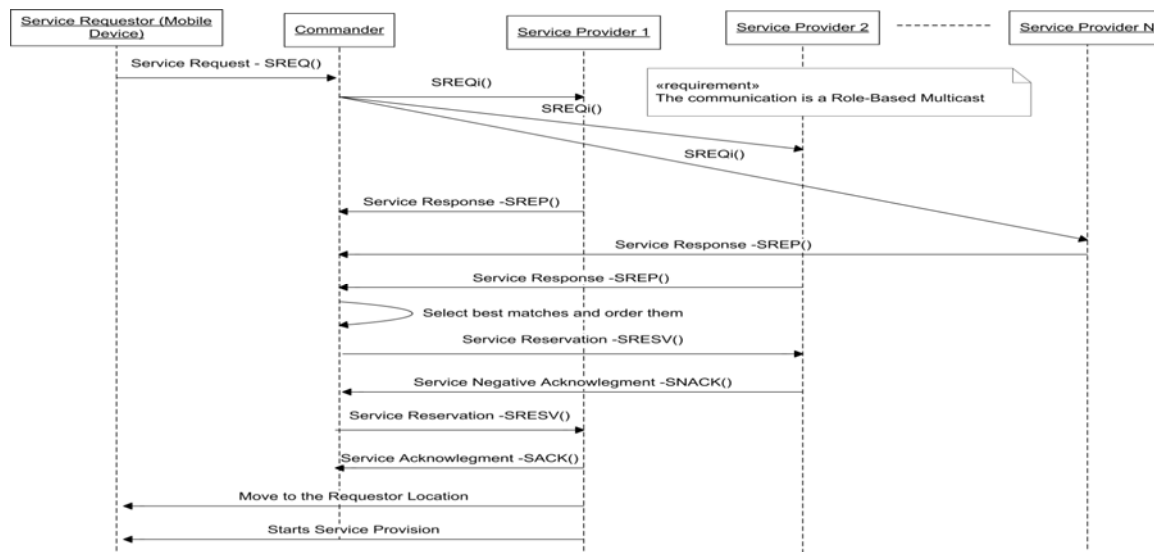 Service Requestor (Mobile
Device)
Commander
Service Provider 1
Service Provider 2
Service Provider N
Service Request - SREQ()
SREQi()
«requirement»
The communication is a Role-Based Multicast
SREQi()
SREQi()
Service Response -SREP()
Service Response -SREP()
Service Response -SREP()
Select best matches and order them
Service Reservation -SRESV()
Service Negative Acknowlegment -SNACK()
Service Reservation -SRESV()
Service Acknowlegment -SACK()
Move to the Requestor Location
Starts Service Provision